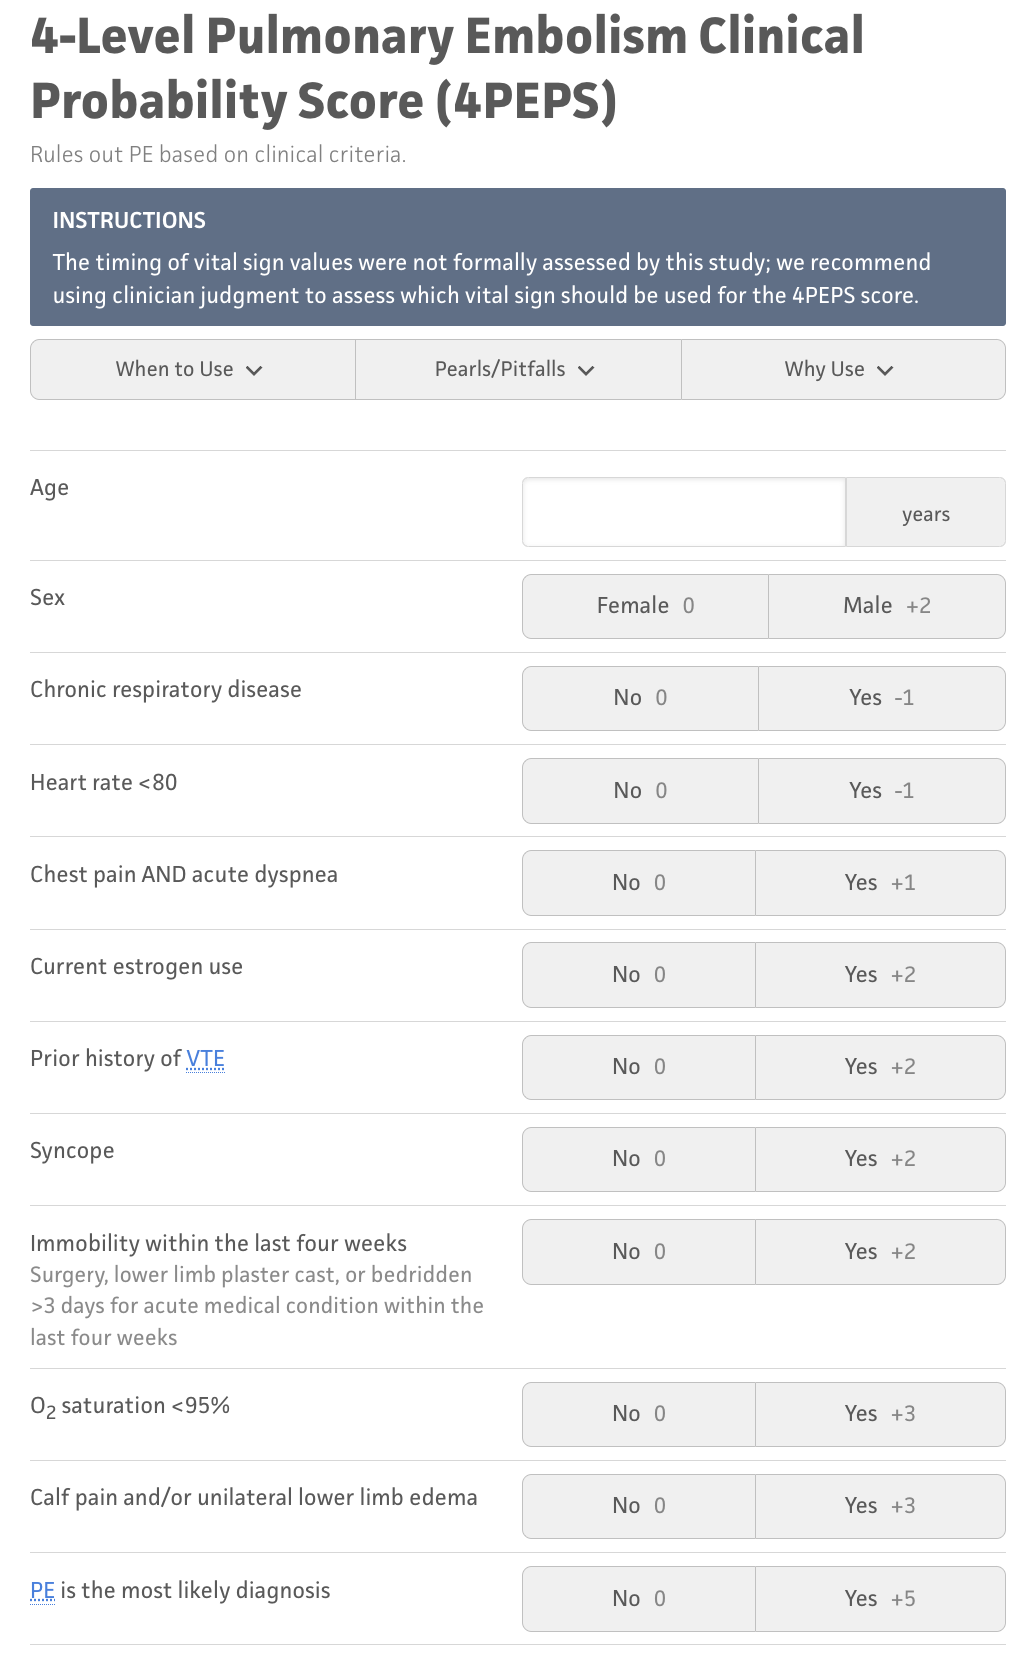 4-Level Pulmonary Embolism Clinical
Probability Score (4PEPS)
Rules out PE based on clinical criteria.
INSTRUCTIONS
The timing of vital sign values were not formally assessed by this study; we recommend
using clinician judgment to assess which vital sign should be used for the 4PEPS score.
When to Use Pearls/Pitfalls Why Use
Age
years
Sex
Female 0 Male +2
Chronic respiratory disease
No 0 Yes -1
Heart rate <80
No 0 Yes -1
Chest pain AND acute dyspnea
No 0 Yes +1
Current estrogen use
No 0 Yes +2
Prior history of VTE
No 0 Yes +2
Syncope
No 0 Yes +2
Immobility within the last four weeks
Surgery, lower limb plaster cast, or bedridden
>3 days for acute medical condition within the
last four weeks
No 0 Yes +2
O₂ saturation <95%
No 0 Yes +3
Calf pain and/or unilateral lower limb edema
No 0 Yes +3
PE is the most likely diagnosis
No 0 Yes +5